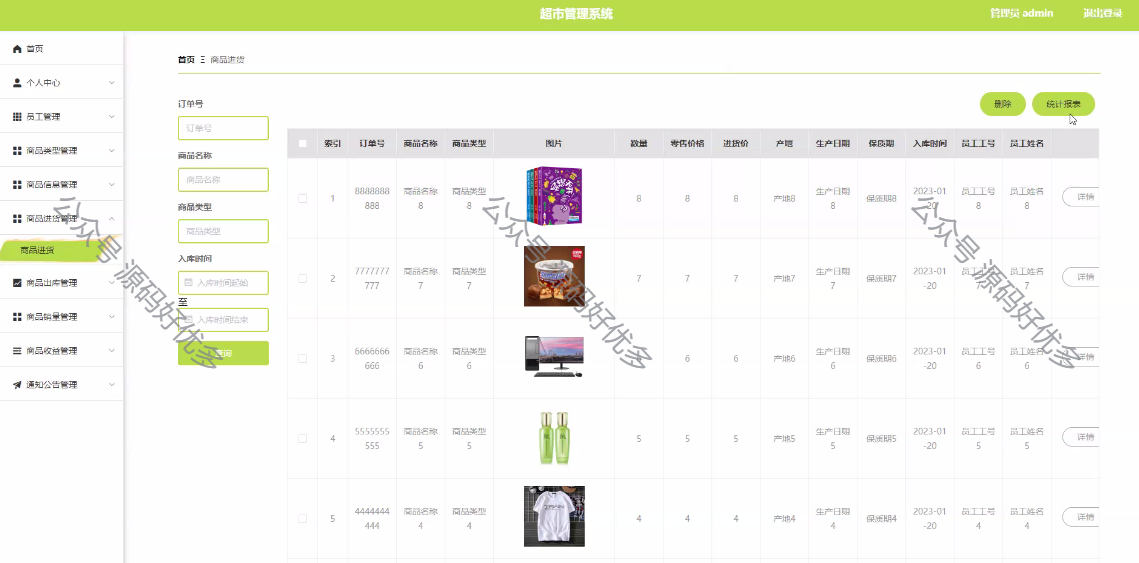 超市管理系统
管理员 admin
退出登录
首页
个人中心
员工管理
商品类型管理
商品信息管理
商品进货管理
商品进货
商品出库管理
商品销量管理
商品收益管理
通知公告管理
首页 Ξ 商品进货
订单号
订单号
商品名称
商品名称
商品类型
商品类型
入库时间
入库时间起始
至
入库时间结束
删除
统计报表
索引 订单号 商品名称 商品类型 图片 数量 零售价格 进货价 产地 生产日期 保质期 入库时间 员工工号 员工姓名
1 8888888888 商品名称8 商品类型8 8 8 8 产地8 生产日期8 保质期8 2023-01-20 员工工号8 员工姓名8 详情
2 7777777777 商品名称7 商品类型7 7 7 7 产地7 生产日期7 保质期7 2023-01-20 员工工号7 员工姓名7 详情
3 6666666666 商品名称6 商品类型6 6 6 产地6 生产日期6 保质期6 2023-01-20 员工工号6 员工姓名6 详情
4 5555555555 商品名称5 商品类型5 5 5 5 产地5 生产日期5 保质期5 2023-01-20 员工工号5 员工姓名5 详情
5 4444444444 商品名称4 商品类型4 4 4 4 产地4 生产日期4 保质期4 2023-01-20 员工工号4 员工姓名4 详情
公众号 源码好优多
公众号 源码好优多
公众号 源码好优多